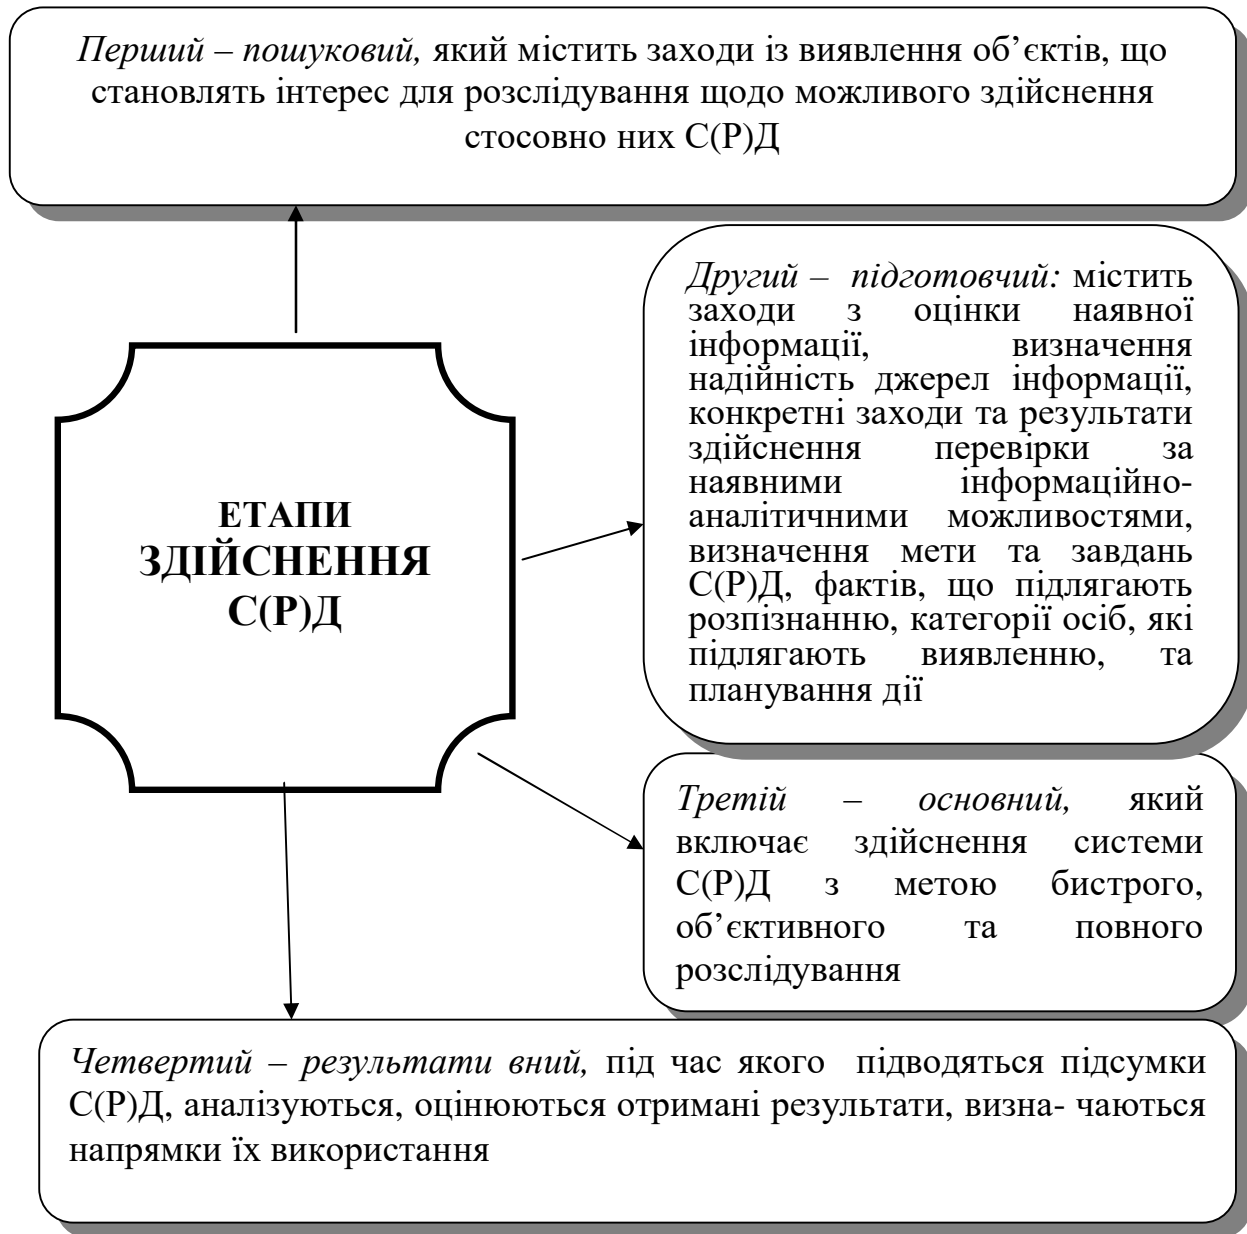 Перший – пошуковий, який містить заходи із виявлення об’єктів, що
становлять інтерес для розслідування щодо можливого здійснення
стосовно них С(Р)Д
Другий – підготовчий: містить
заходи з оцінки наявної
інформації, визначення
надійність джерел інформації,
конкретні заходи та результати
здійснення перевірки за
наявними інформаційно-
аналітичними можливостями,
визначення мети та завдань
С(Р)Д, фактів, що підлягають
розпізнанню, категорії осіб, які
підлягають виявленню, та
планування дії
ЕТАПИ
ЗДІЙСНЕННЯ
С(Р)Д
Третій – основний, який
включає здійснення системи
С(Р)Д з метою бистрого,
об’єктивного та повного
розслідування
Четвертий – результати вний, під час якого підводяться підсумки
С(Р)Д, аналізуються, оцінюються отримані результати, визна- чаються
напрямки їх використання